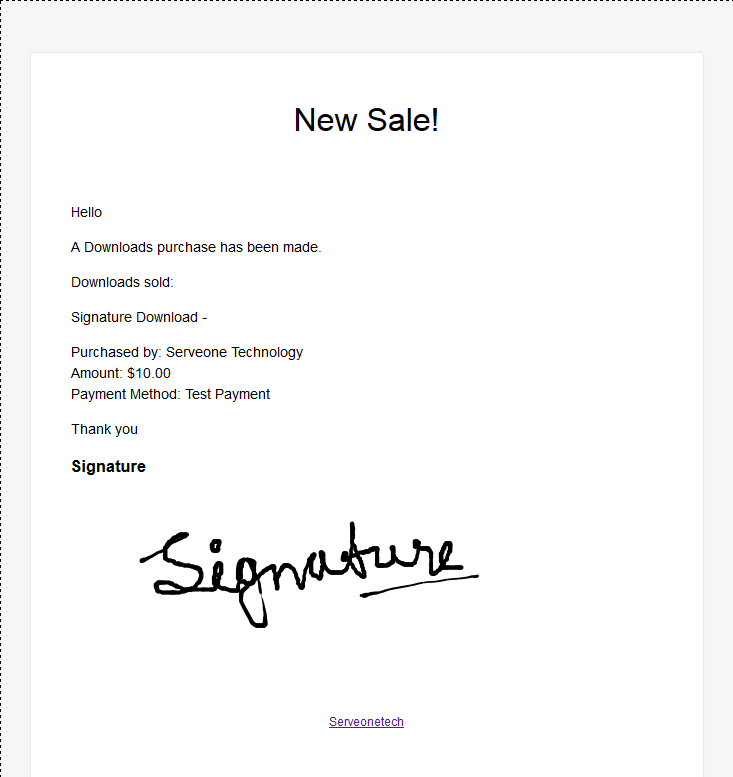 New Sale!
Hello
A Downloads purchase has been made.
Downloads sold:
Signature Download -
Purchased by: Serveone Technology
Amount: $10.00
Payment Method: Test Payment
Thank you
Signature
Signature
Serveonetech